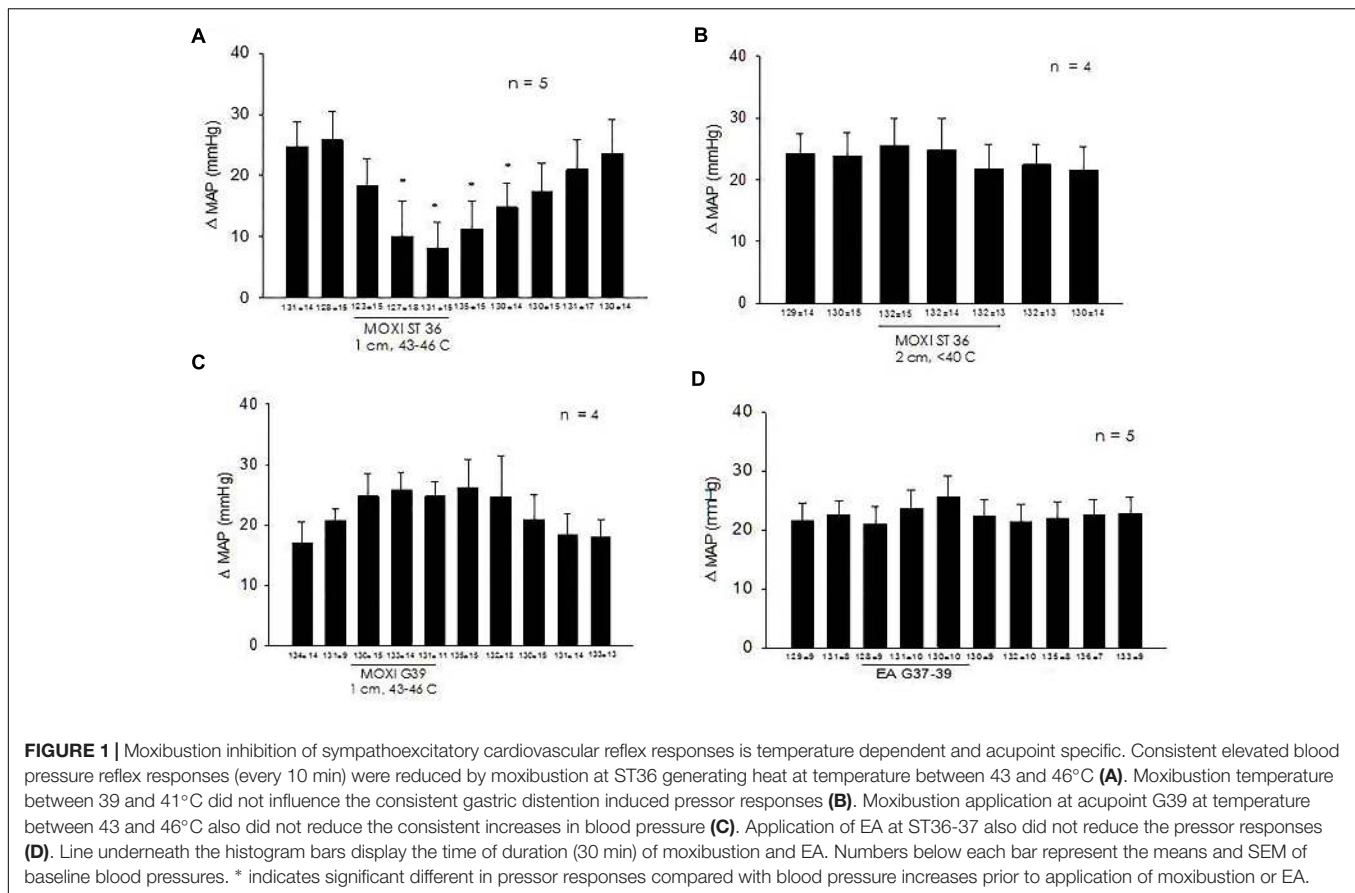 A
40
30
20
10
0
Δ MAP (mmHg)
n = 5
* * * *
131±14 128±15 123±15 127±18 131±15 135±15 130±14 130±15 131±17 130±14
MOXI ST 36
1 cm, 43-46 C
B
40
30
20
10
0
Δ MAP (mmHg)
n = 4
129±14 130±15 132±15 132±14 132±13 132±13 130±14
MOXI ST 36
2 cm, <40 C
C
40
30
20
10
0
Δ MAP (mmHg)
n = 4
134±14 131±9 130±15 133±14 131±11 135±15 132±18 130±15 131±14 133±13
MOXI G39
1 cm, 43-46 C
D
40
30
20
10
0
Δ MAP (mmHg)
n = 5
129±9 131±8 128±9 131±10 130±10 130±9 132±10 135±8 136±7 133±9
EA G37-39
FIGURE 1 | Moxibustion inhibition of sympathoexcitatory cardiovascular reflex responses is temperature dependent and acupoint specific. Consistent elevated blood
pressure reflex responses (every 10 min) were reduced by moxibustion at ST36 generating heat at temperature between 43 and 46°C (A). Moxibustion temperature
between 39 and 41°C did not influence the consistent gastric distention induced pressor responses (B). Moxibustion application at acupoint G39 at temperature
between 43 and 46°C also did not reduce the consistent increases in blood pressure (C). Application of EA at ST36-37 also did not reduce the pressor responses
(D). Line underneath the histogram bars display the time of duration (30 min) of moxibustion and EA. Numbers below each bar represent the means and SEM of
baseline blood pressures. * indicates significant different in pressor responses compared with blood pressure increases prior to application of moxibustion or EA.